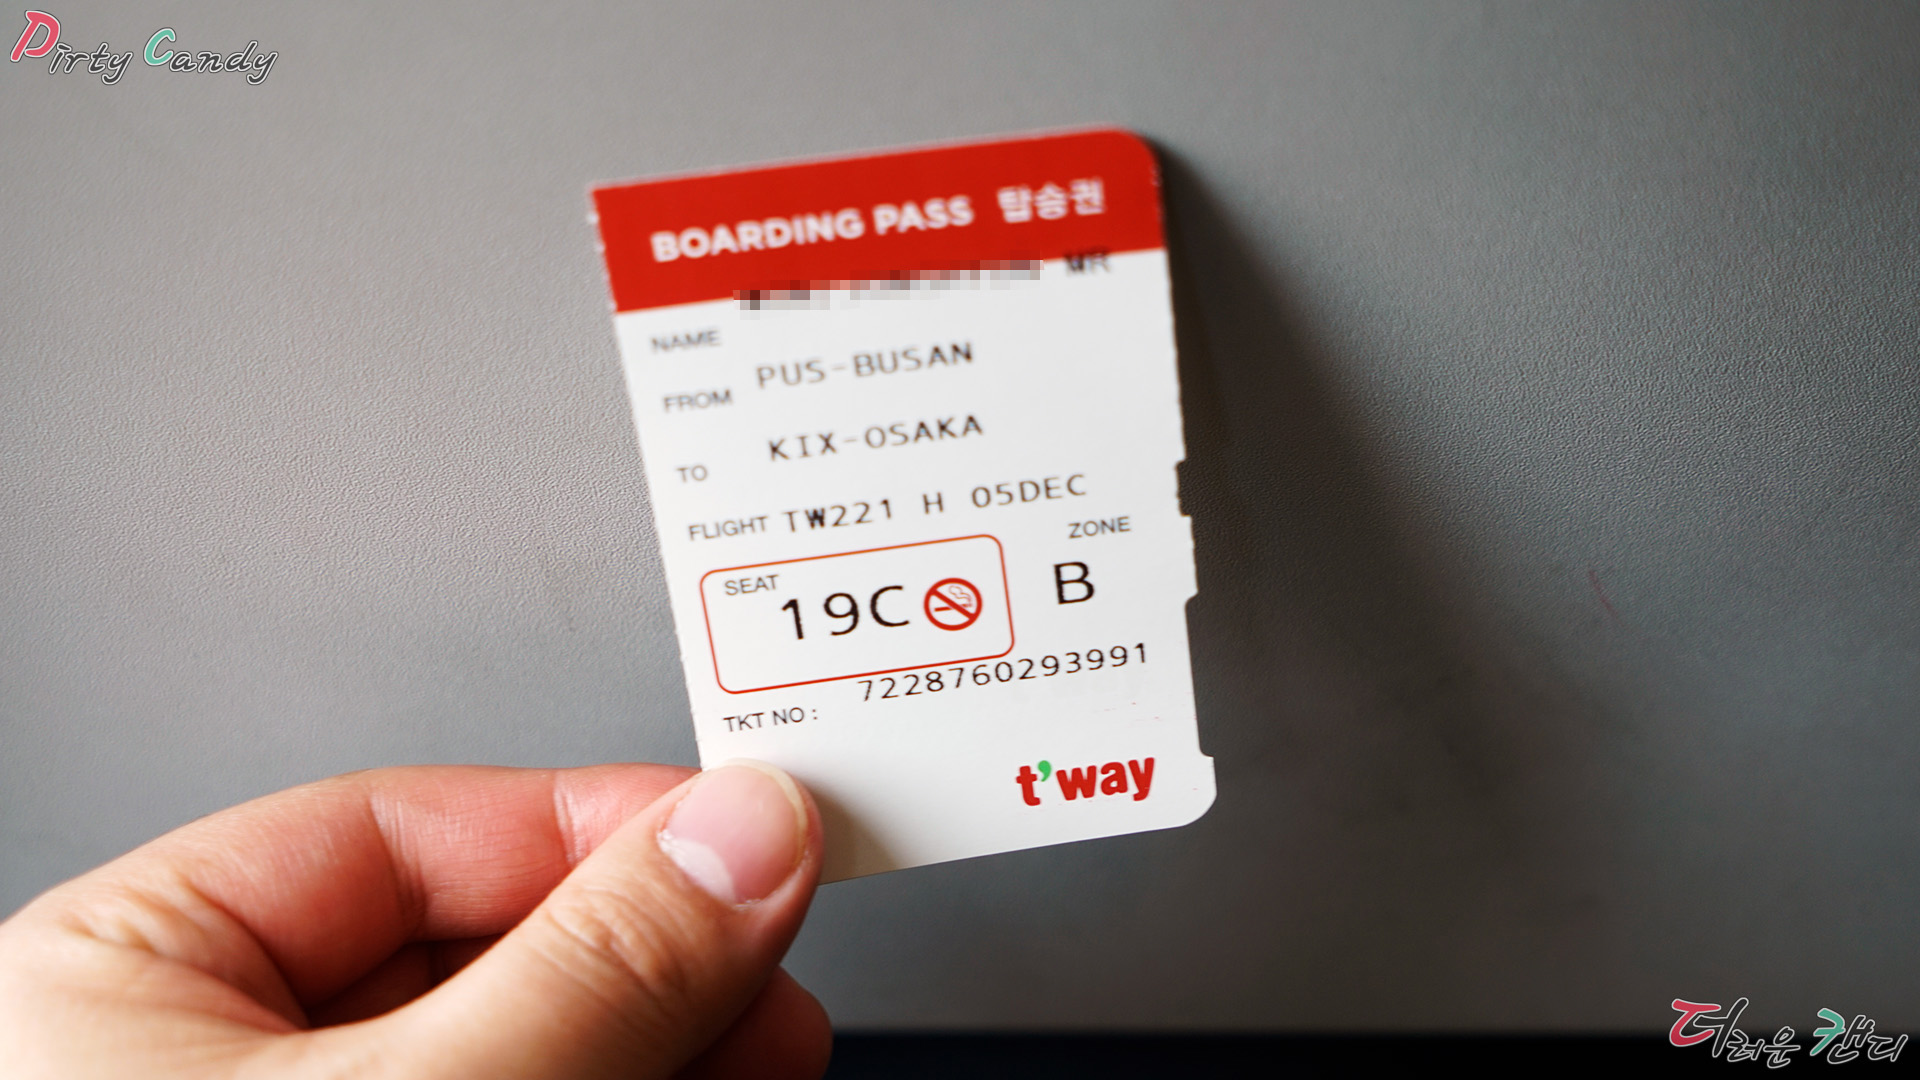 Dirty Candy
BOARDING PASS 탑승권
MR
NAME
FROM PUS-BUSAN
TO KIX-OSAKA
FLIGHT TW221 H 05DEC
ZONE
SEAT 19C B
7228760293991
TKT NO :
t'way
더러운 캔디